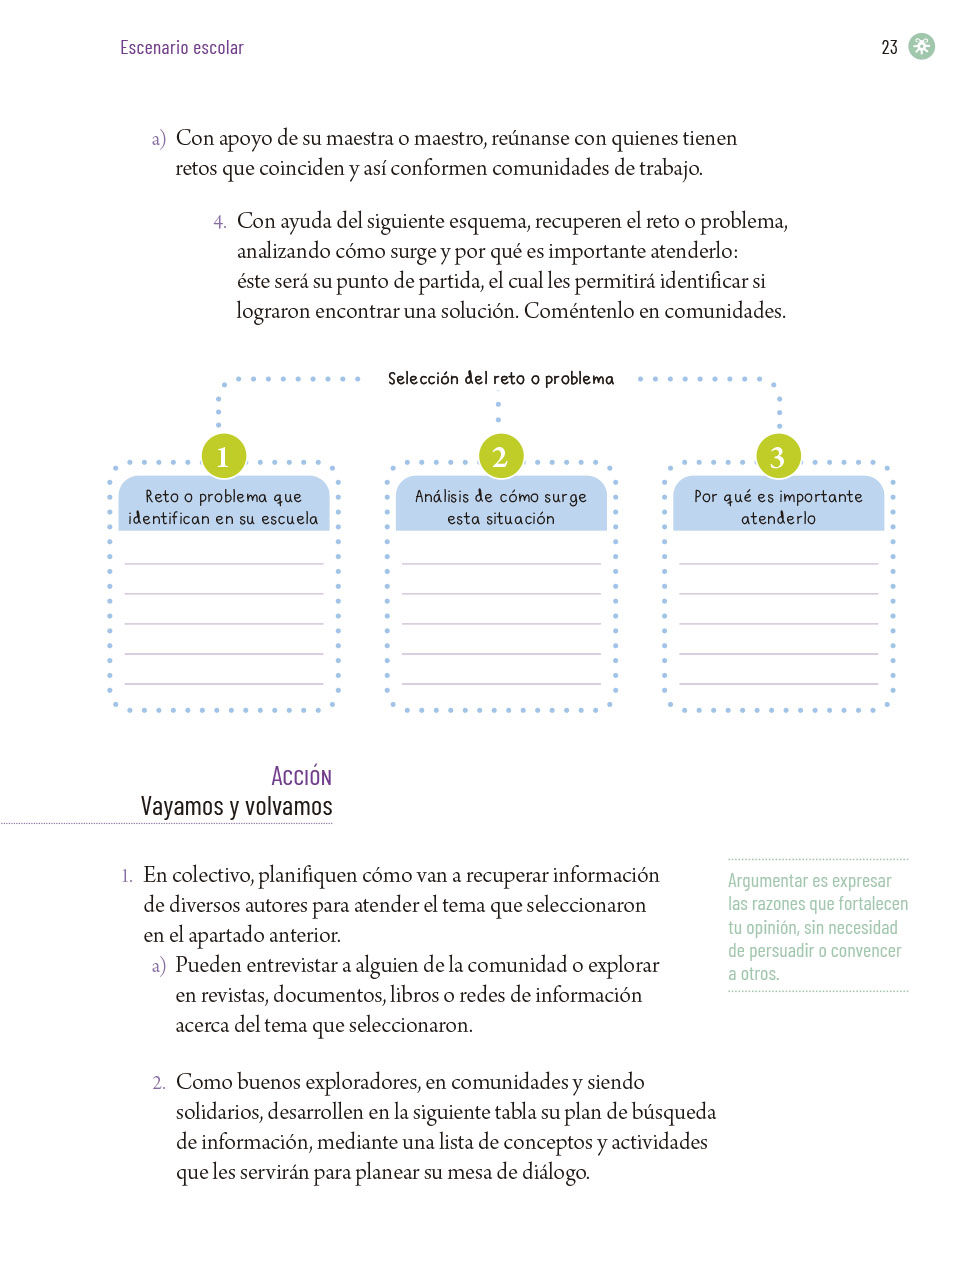 Escenario escolar
23
a) Con apoyo de su maestra o maestro, reúnanse con quienes tienen
retos que coinciden y así conformen comunidades de trabajo.
4. Con ayuda del siguiente esquema, recuperen el reto o problema,
analizando cómo surge y por qué es importante atenderlo:
éste será su punto de partida, el cual les permitirá identificar si
lograron encontrar una solución. Coméntenlo en comunidades.
Selección del reto o problema
1
Reto o problema que
identifican en su escuela
2
Análisis de cómo surge
esta situación
3
Por qué es importante
atenderlo
Acción
Vayamos y volvamos
1. En colectivo, planifiquen cómo van a recuperar información
de diversos autores para atender el tema que seleccionaron
en el apartado anterior.
a) Pueden entrevistar a alguien de la comunidad o explorar
en revistas, documentos, libros o redes de información
acerca del tema que seleccionaron.
Argumentar es expresar
las razones que fortalecen
tu opinión, sin necesidad
de persuadir o convencer
a otros.
2. Como buenos exploradores, en comunidades y siendo
solidarios, desarrollen en la siguiente tabla su plan de búsqueda
de información, mediante una lista de conceptos y actividades
que les servirán para planear su mesa de diálogo.